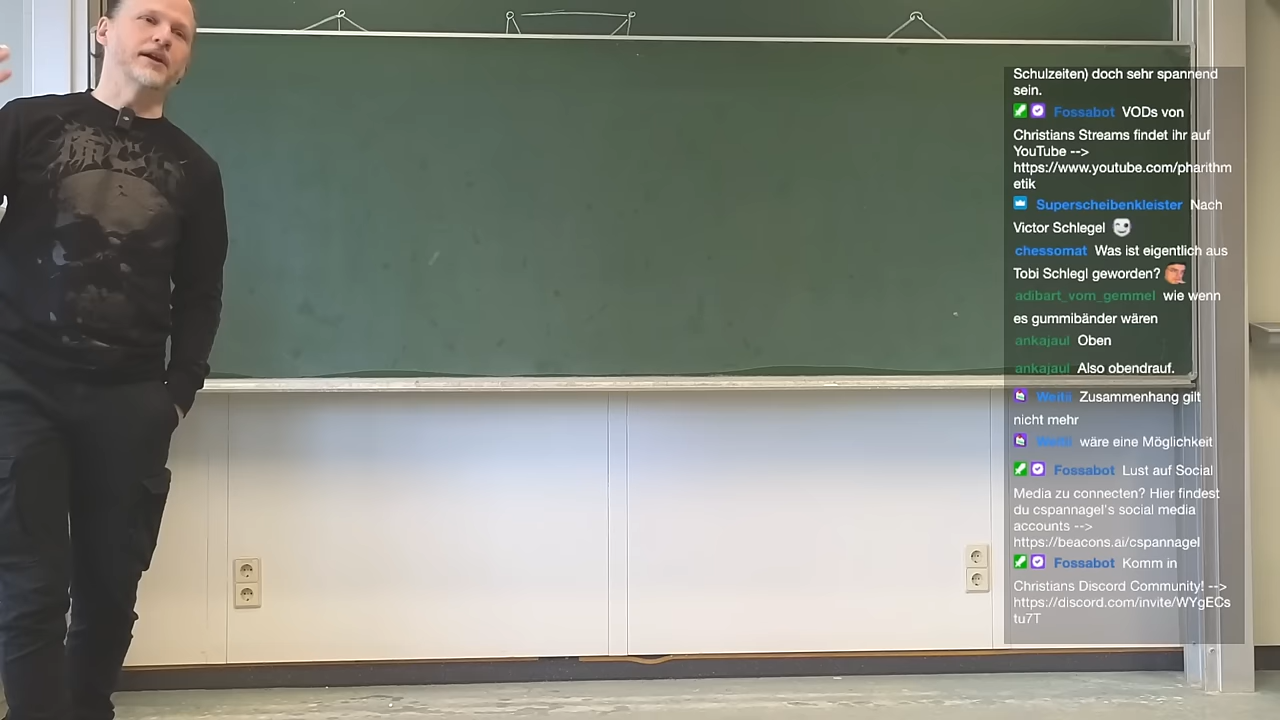 Schulzeiten) doch sehr spannend
sein.
Fossabot VODs von
Christians Streams findet ihr auf
YouTube -->
https://www.youtube.com/pharithm
etik
Superscheibenkleister Nach
Victor Schlegel
chessomat Was ist eigentlich aus
Tobi Schlegl geworden?
adibart_vom_gemmel wie wenn
es gummibänder wären
ankajaul Oben
ankajaul Also obendrauf.
Zusammenhang gilt
nicht mehr
wäre eine Möglichkeit
Fossabot Lust auf Social
Media zu connecten? Hier findest
du cspannagel's social media
accounts -->
https://beacons.ai/cspannagel
Fossabot Komm in
Christians Discord Community! -->
https://discord.com/invite/WYgECs
tu7T